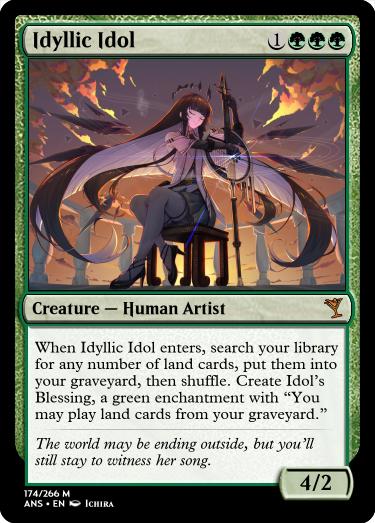 Idyllic Idol 1
Creature — Human Artist
When Idyllic Idol enters, search your library
for any number of land cards, put them into
your graveyard, then shuffle. Create Idol's
Blessing, a green enchantment with “You
may play land cards from your graveyard.”
The world may be ending outside, but you'll
still stay to witness her song.
4/2
174/266 M
ANS • EN Ichira